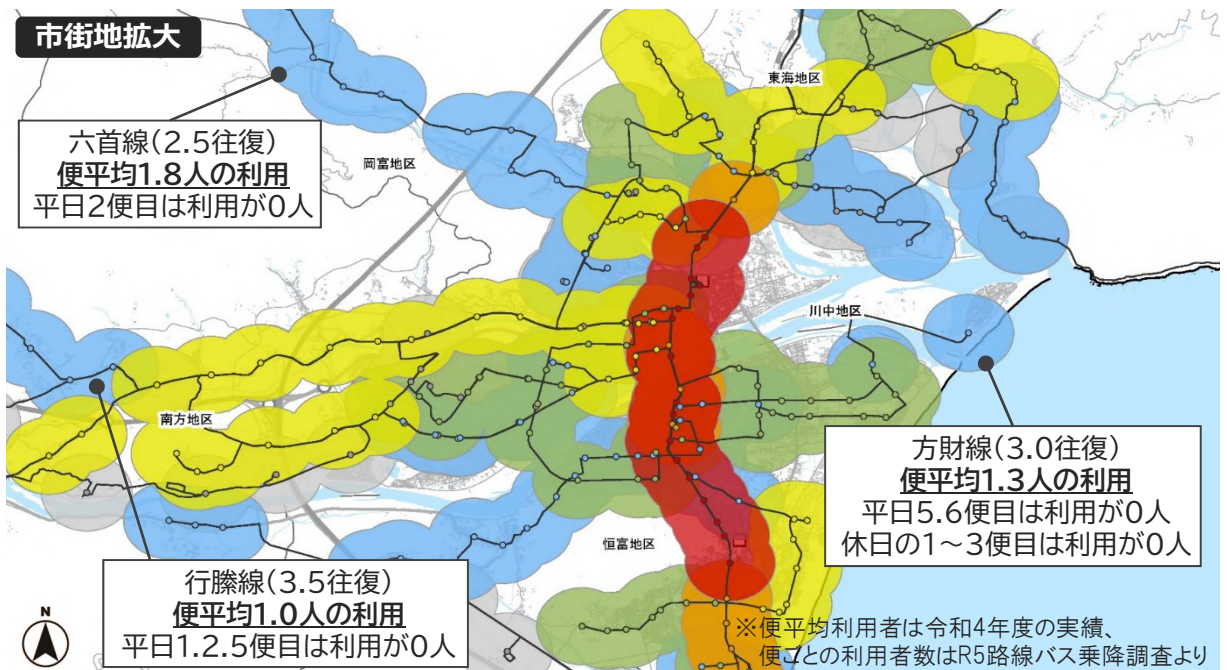 市街地拡大
東海地区
六首線(2.5往復)
便平均1.8人の利用
平日2便目は利用が0人
岡富地区
川中地区
南方地区
方財線(3.0往復)
便平均1.3人の利用
平日5.6便目は利用が0人
休日の1～3便目は利用が0人
恒富地区
行縢線(3.5往復)
便平均1.0人の利用
平日1.2.5便目は利用が0人
N
※便平均利用者は令和4年度の実績、
便ごとの利用者数はR5路線バス乗降調査より